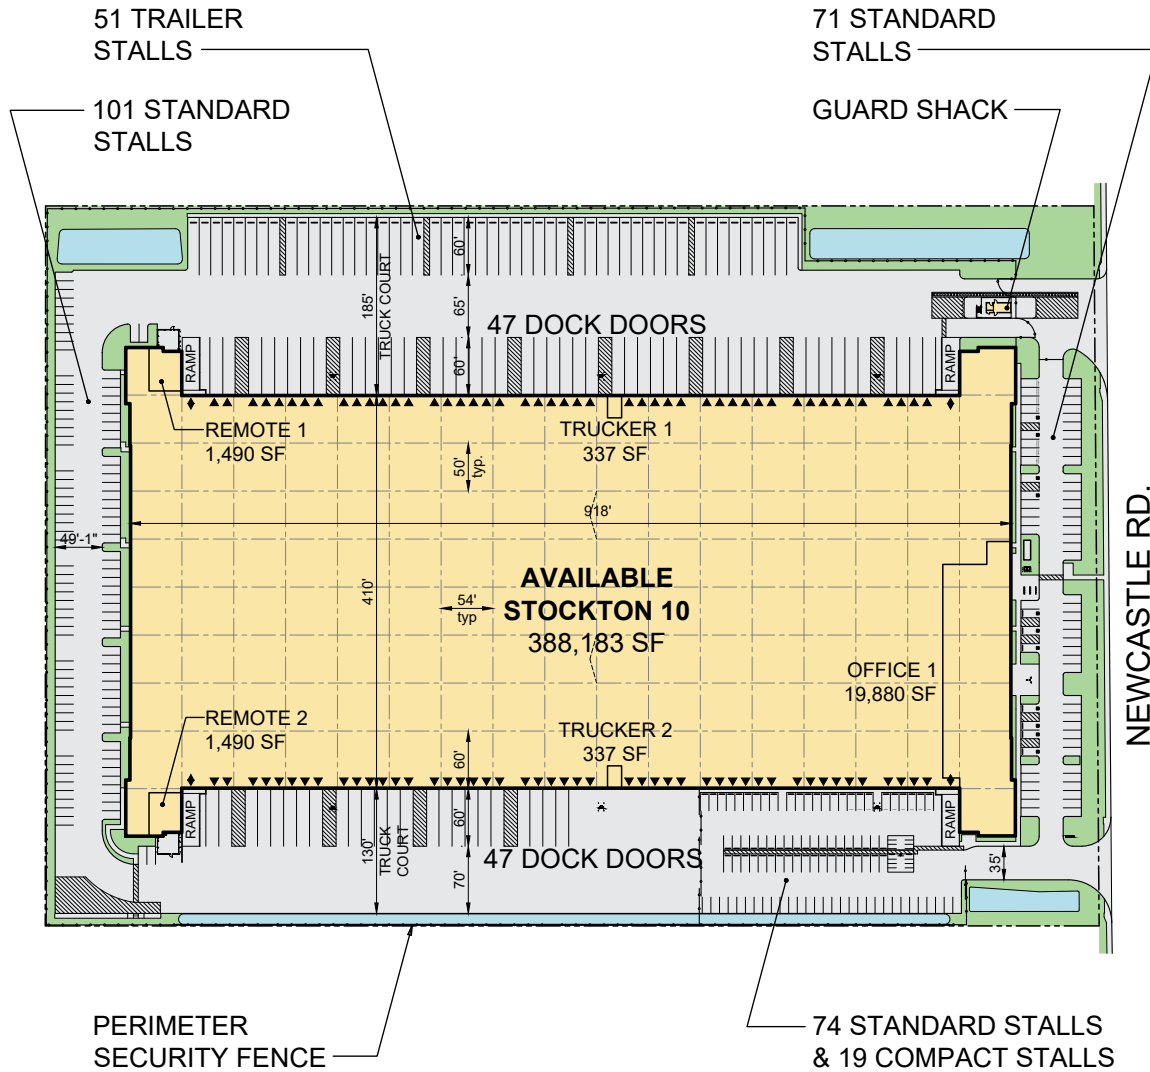 51 TRAILER
STALLS
71 STANDARD
STALLS
101 STANDARD
STALLS
GUARD SHACK
60'
TRUCK COURT
185'
65'
47 DOCK DOORS
RAMP
60'
RAMP
REMOTE 1
1,490 SF
TRUCKER 1
337 SF
50'
typ.
918'
49'-1"
410'
54'
typ
AVAILABLE
STOCKTON 10
388,183 SF
OFFICE 1
19,880 SF
NEWCASTLE RD.
REMOTE 2
1,490 SF
TRUCKER 2
337 SF
60'
RAMP
60'
RAMP
130'
TRUCK
COURT
47 DOCK DOORS
70'
35'
PERIMETER
SECURITY FENCE
74 STANDARD STALLS
& 19 COMPACT STALLS